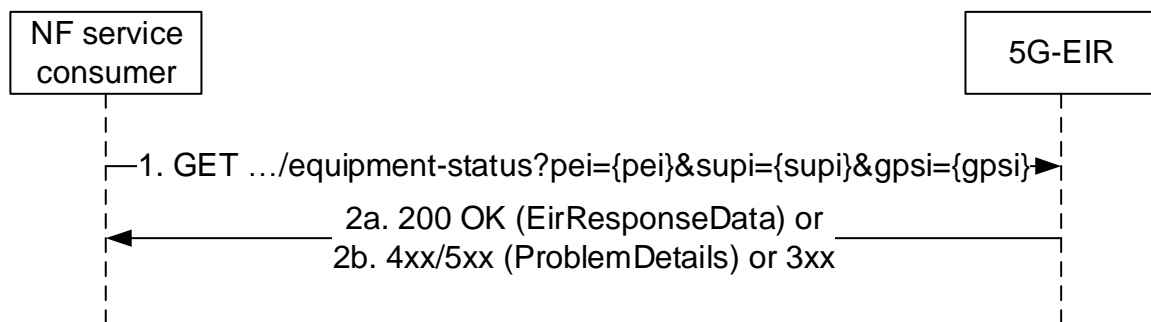 NF service
consumer
5G-EIR
1. GET …/equipment-status?pei={pei}&supi={supi}&gpsi={gpsi}
2a. 200 OK (EirResponseData) or
2b. 4xx/5xx (ProblemDetails) or 3xx